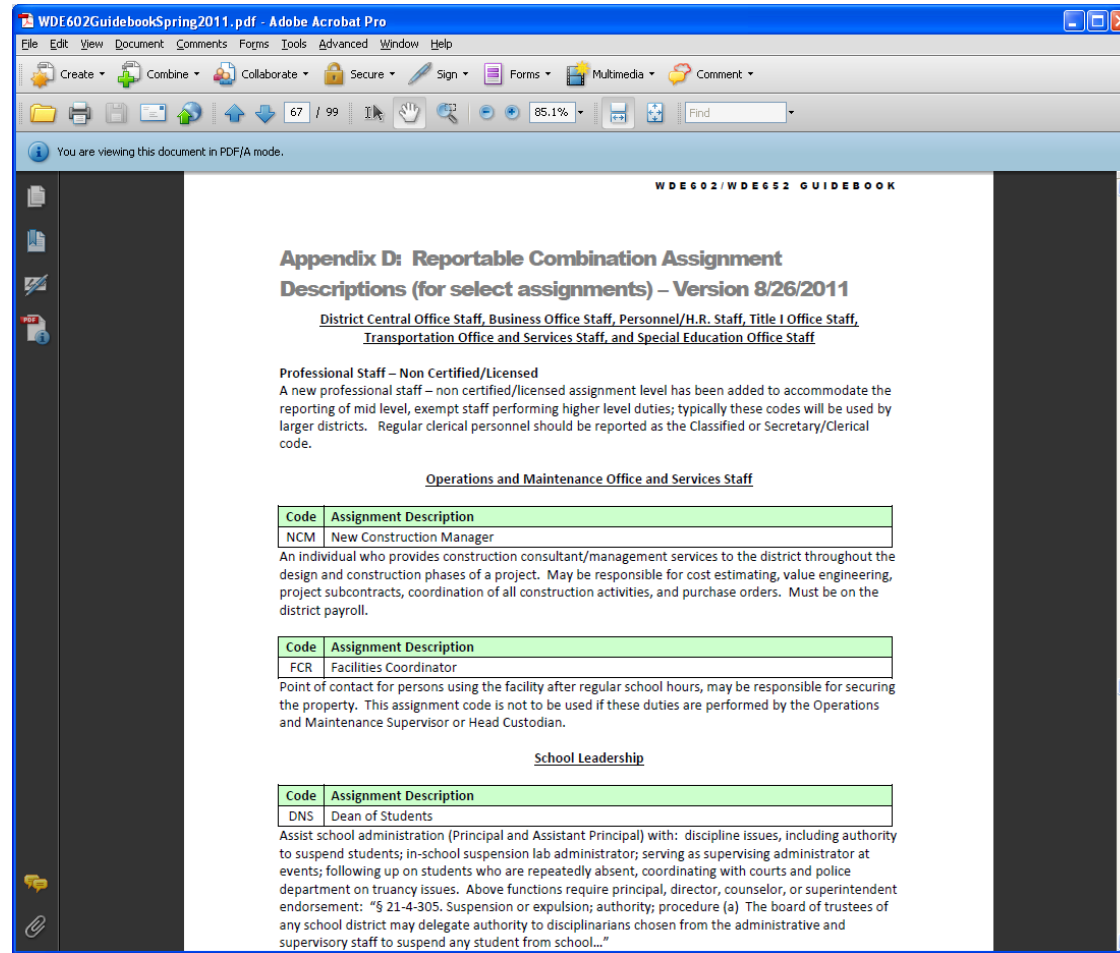 WDE602GuidebookSpring2011.pdf - Adobe Acrobat Pro
File Edit View Document Comments Forms Tools Advanced Window Help
Create Combine Collaborate Secure Sign Forms Multimedia Comment
67 / 99 85.1% Find
You are viewing this document in PDF/A mode.
WDE602/WDE652 GUIDEBOOK
Appendix D: Reportable Combination Assignment
Descriptions (for select assignments) – Version 8/26/2011
District Central Office Staff, Business Office Staff, Personnel/H.R. Staff, Title I Office Staff,
Transportation Office and Services Staff, and Special Education Office Staff
Professional Staff – Non Certified/Licensed
A new professional staff – non certified/licensed assignment level has been added to accommodate the
reporting of mid level, exempt staff performing higher level duties; typically these codes will be used by
larger districts. Regular clerical personnel should be reported as the Classified or Secretary/Clerical
code.
Operations and Maintenance Office and Services Staff
Code Assignment Description
NCM New Construction Manager
An individual who provides construction consultant/management services to the district throughout the
design and construction phases of a project. May be responsible for cost estimating, value engineering,
project subcontracts, coordination of all construction activities, and purchase orders. Must be on the
district payroll.
Code Assignment Description
FCR Facilities Coordinator
Point of contact for persons using the facility after regular school hours, may be responsible for securing
the property. This assignment code is not to be used if these duties are performed by the Operations
and Maintenance Supervisor or Head Custodian.
School Leadership
Code Assignment Description
DNS Dean of Students
Assist school administration (Principal and Assistant Principal) with: discipline issues, including authority
to suspend students; in-school suspension lab administrator; serving as supervising administrator at
events; following up on students who are repeatedly absent, coordinating with courts and police
department on truancy issues. Above functions require principal, director, counselor, or superintendent
endorsement: “§ 21-4-305. Suspension or expulsion; authority; procedure (a) The board of trustees of
any school district may delegate authority to disciplinarians chosen from the administrative and
supervisory staff to suspend any student from school…”